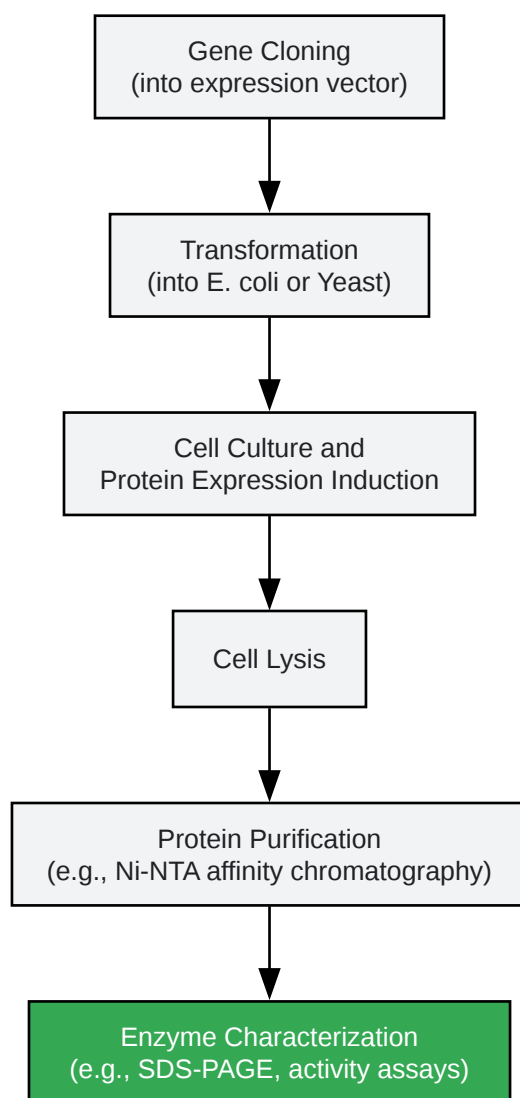 Gene Cloning
(into expression vector)
Transformation
(into E. coli or Yeast)
Cell Culture and
Protein Expression Induction
Cell Lysis
Protein Purification
(e.g., Ni-NTA affinity chromatography)
Enzyme Characterization
(e.g., SDS-PAGE, activity assays)